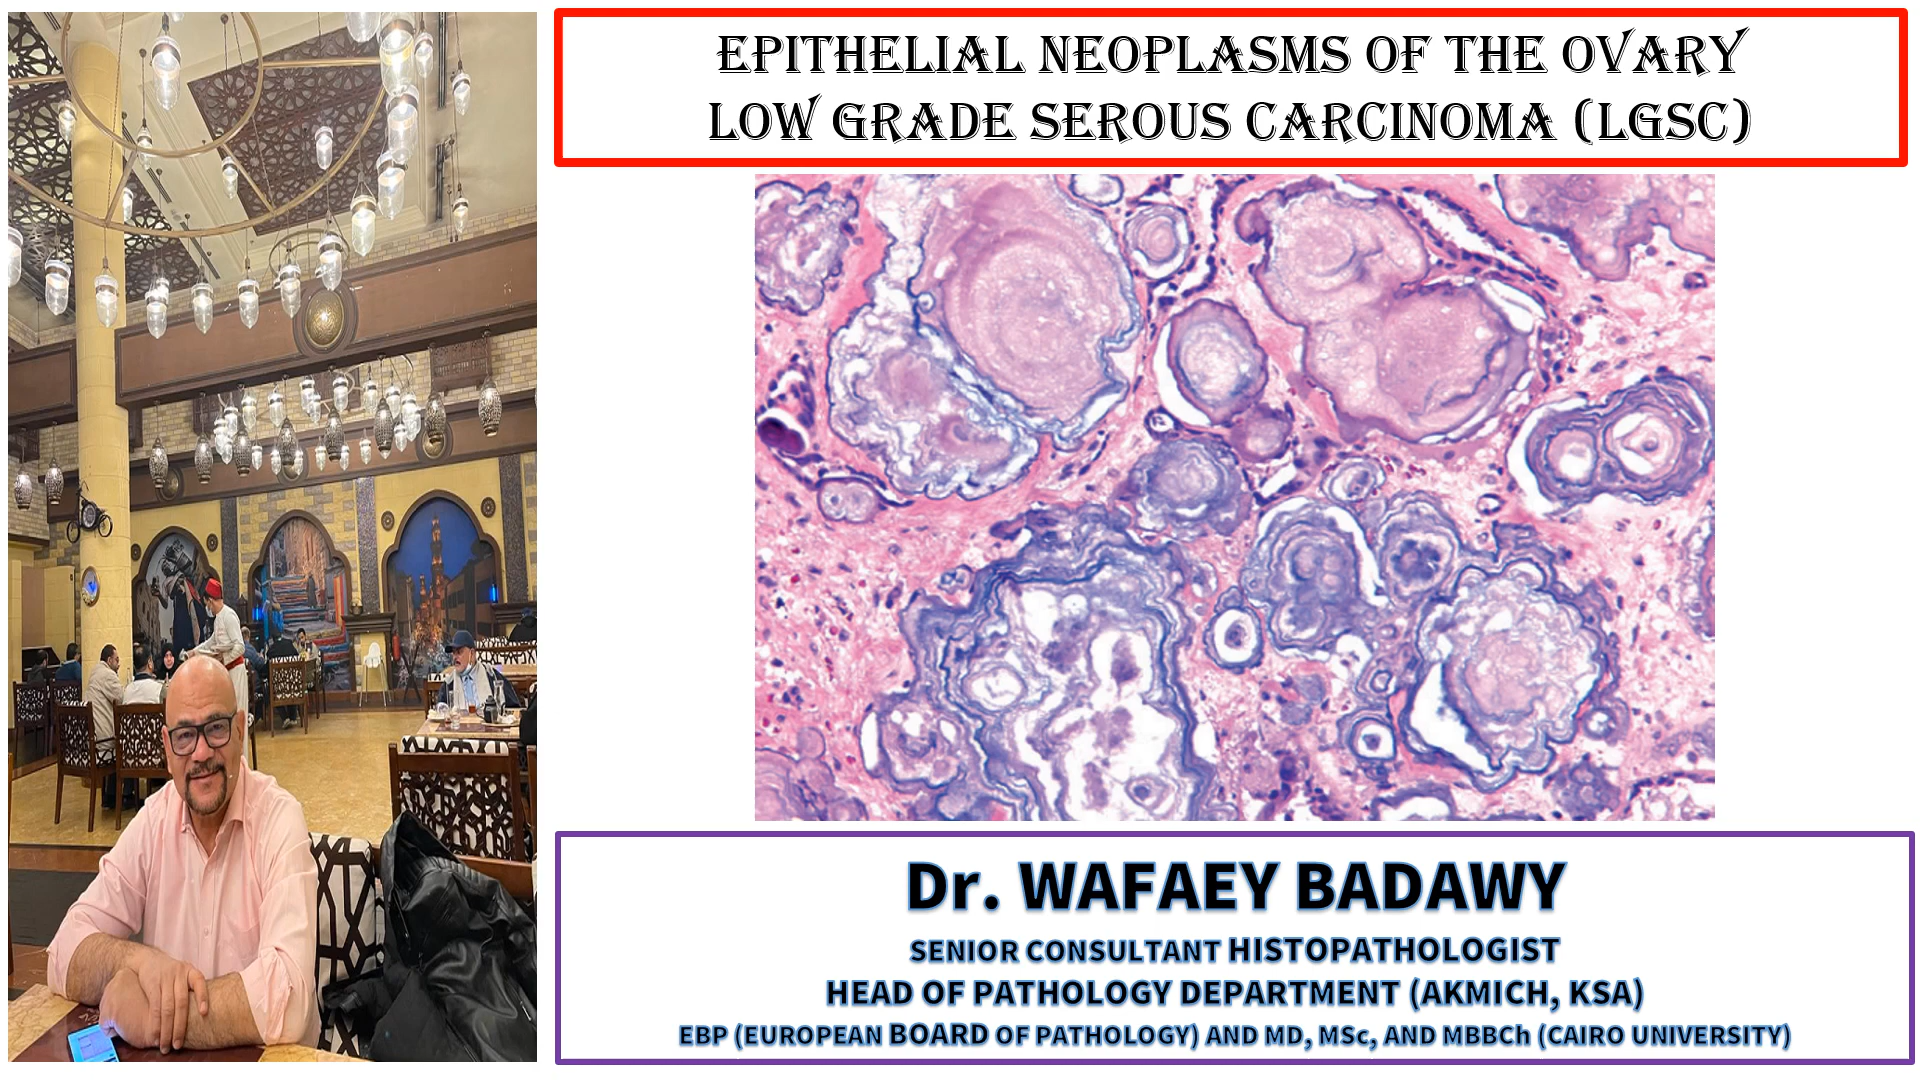 EPITHELIAL NEOPLASMS OF THE OVARY
LOW GRADE SEROUS CARCINOMA (LGSC)
Dr. WAFAEY BADAWY
SENIOR CONSULTANT HISTOPATHOLOGIST
HEAD OF PATHOLOGY DEPARTMENT (AKMICH, KSA)
EBP (EUROPEAN BOARD OF PATHOLOGY) AND MD, MSc, AND MBBCh (CAIRO UNIVERSITY)